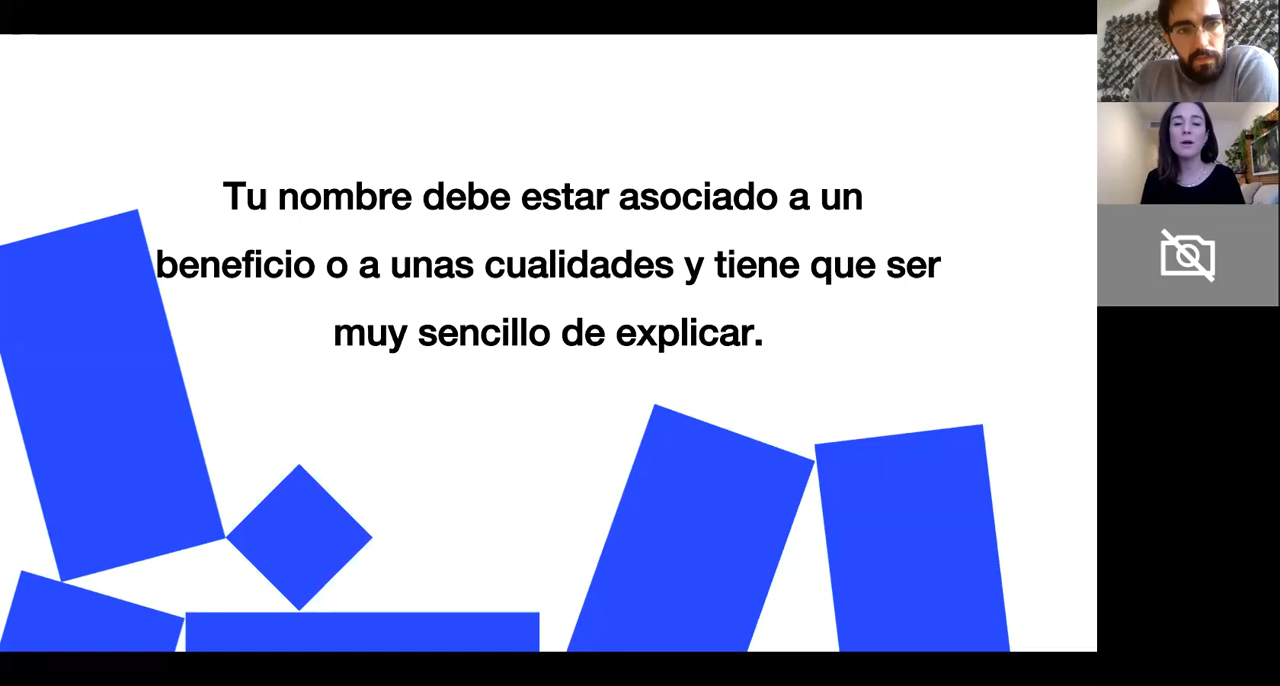 Tu nombre debe estar asociado a un
beneficio o a unas cualidades y tiene que ser
muy sencillo de explicar.